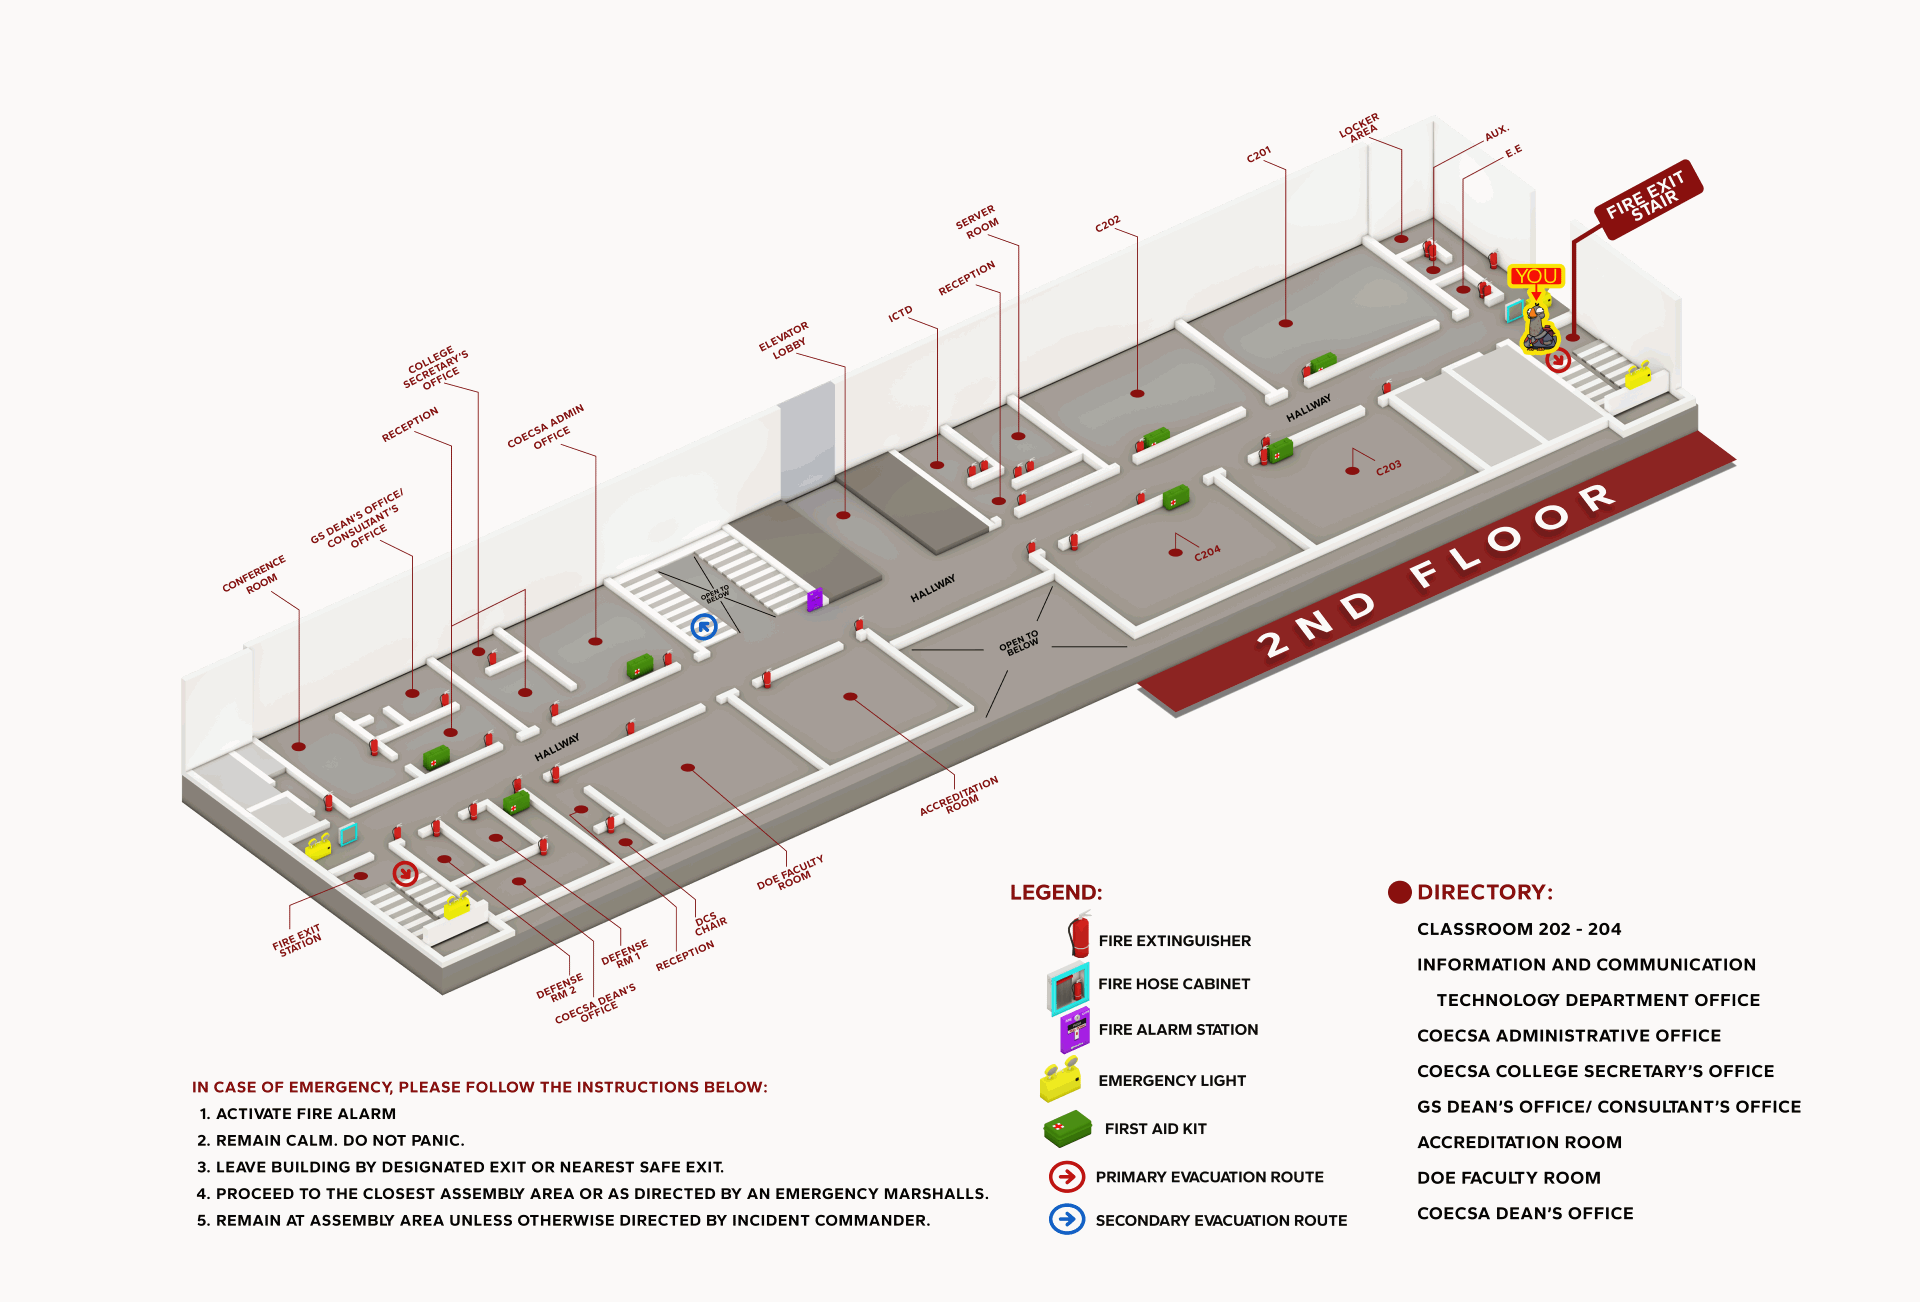 LOCKER
AREA
AUX.
E.E
C201
FIRE EXIT
STAIR
YOU
C202
SERVER
ROOM
RECEPTION
ICTD
ELEVATOR
LOBBY
COLLEGE
SECRETARY'S
OFFICE
RECEPTION
COECSA ADMIN
OFFICE
GS DEAN'S OFFICE/
CONSULTANT'S
OFFICE
CONFERENCE
ROOM
HALLWAY
C203
C204
HALLWAY
OPEN TO
BELOW
OPEN TO
BELOW
HALLWAY
2ND FLOOR
ACCREDITATION
ROOM
DOE FACULTY
ROOM
DCS
CHAIR
RECEPTION
DEFENSE
RM 1
DEFENSE
RM 2
COECSA DEAN'S
OFFICE
FIRE EXIT
STATION
IN CASE OF EMERGENCY, PLEASE FOLLOW THE INSTRUCTIONS BELOW:
1. ACTIVATE FIRE ALARM
2. REMAIN CALM. DO NOT PANIC.
3. LEAVE BUILDING BY DESIGNATED EXIT OR NEAREST SAFE EXIT.
4. PROCEED TO THE CLOSEST ASSEMBLY AREA OR AS DIRECTED BY AN EMERGENCY MARSHALLS.
5. REMAIN AT ASSEMBLY AREA UNLESS OTHERWISE DIRECTED BY INCIDENT COMMANDER.
LEGEND:
FIRE EXTINGUISHER
FIRE HOSE CABINET
FIRE ALARM STATION
EMERGENCY LIGHT
FIRST AID KIT
PRIMARY EVACUATION ROUTE
SECONDARY EVACUATION ROUTE
DIRECTORY:
CLASSROOM 202 - 204
INFORMATION AND COMMUNICATION
TECHNOLOGY DEPARTMENT OFFICE
COECSA ADMINISTRATIVE OFFICE
COECSA COLLEGE SECRETARY'S OFFICE
GS DEAN'S OFFICE/ CONSULTANT'S OFFICE
ACCREDITATION ROOM
DOE FACULTY ROOM
COECSA DEAN'S OFFICE